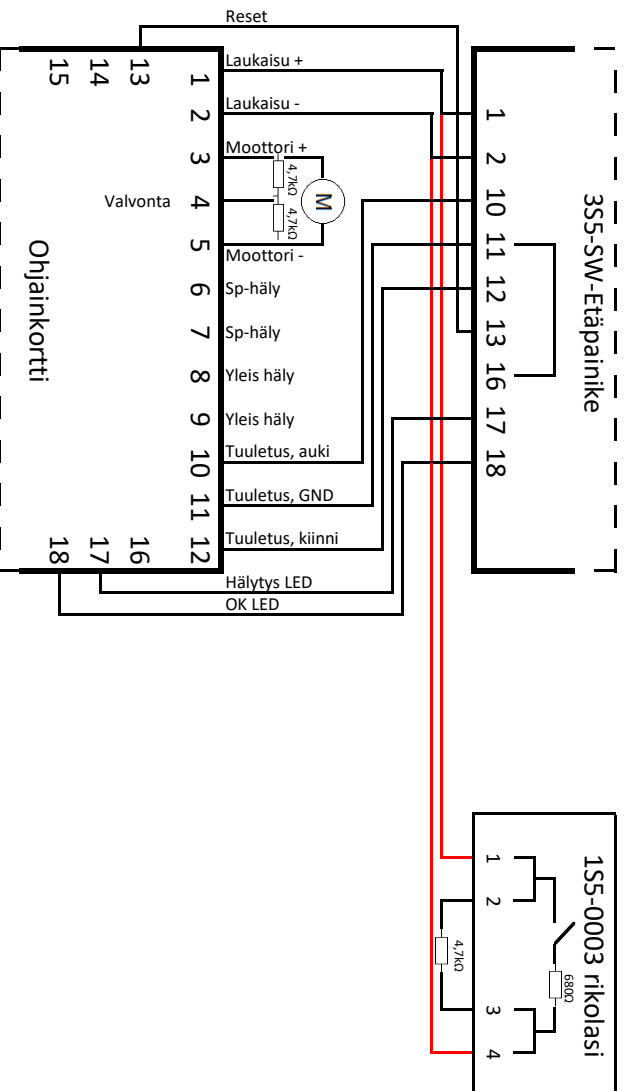 Reset
Laukaisu +
Laukaisu -
Moottori +
Valvonta
Moottori -
Sp-häly
Sp-häly
Yleis häly
Yleis häly
Tuuletus, auki
Tuuletus, GND
Tuuletus, kiinni
Hälytys LED
OK LED
4,7kΩ
4,7kΩ
M
Ohjainkortti
15
14
13
1
2
3
4
5
6
7
8
9
10
11
12
16
17
18
3S5-SW-Etäpainike
1
2
10
11
12
13
16
17
18
1S5-0003 rikolasi
1
2
3
4
680Ω
4,7kΩ